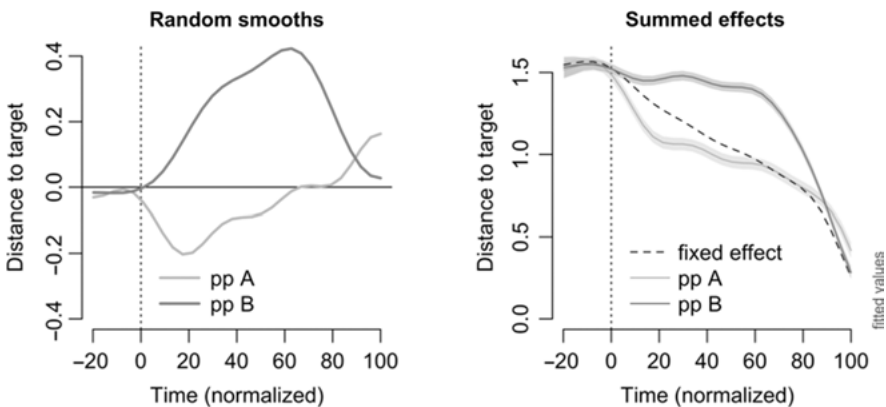 Random smooths
Distance to target
0.4
0.2
0.0
−0.2
−0.4
pp A
pp B
−20 0 20 40 60 80 100
Time (normalized)
Summed effects
Distance to target
1.5
1.0
0.5
0.0
fixed effect
pp A
pp B
−20 0 20 40 60 80 100
Time (normalized)
fitted values